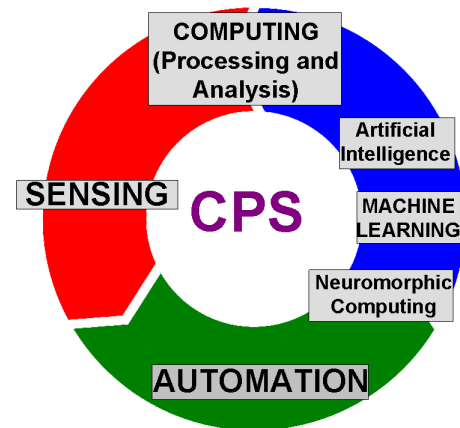 COMPUTING
(Processing and
Analysis)
Artificial
Intelligence
SENSING
CPS
MACHINE
LEARNING
Neuromorphic
Computing
AUTOMATION